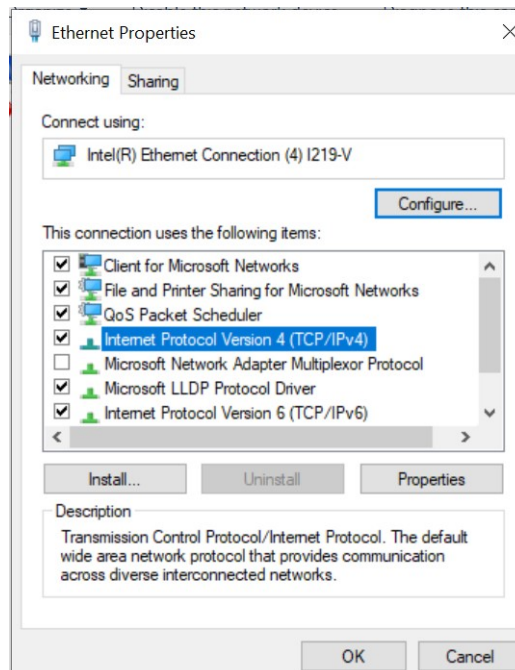 Ethernet Properties
Networking
Sharing
Connect using:
Intel(R) Ethernet Connection (4) I219-V
Configure...
This connection uses the following items:
Client for Microsoft Networks
File and Printer Sharing for Microsoft Networks
QoS Packet Scheduler
Internet Protocol Version 4 (TCP/IPv4)
Microsoft Network Adapter Multiplexor Protocol
Microsoft LLDP Protocol Driver
Internet Protocol Version 6 (TCP/IPv6)
Install...
Uninstall
Properties
Description
Transmission Control Protocol/Internet Protocol. The default
wide area network protocol that provides communication
across diverse interconnected networks.
OK
Cancel